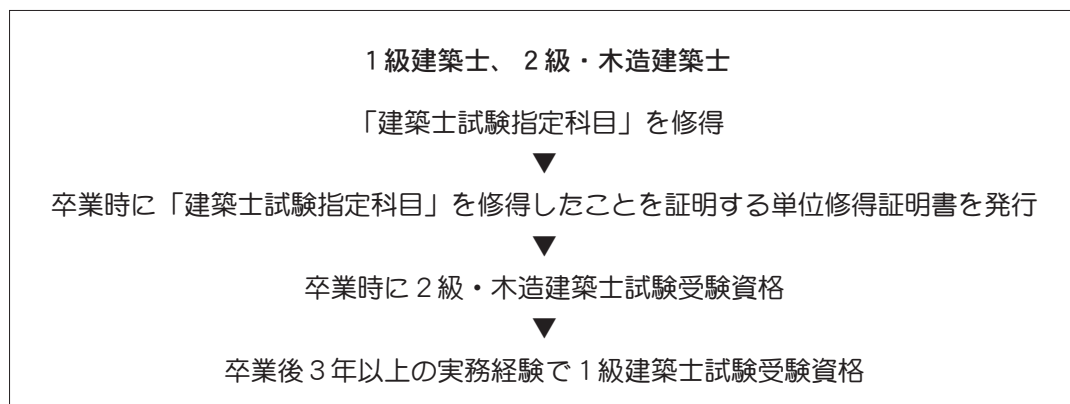 1級建築士、2級・木造建築士
「建築士試験指定科目」を修得
▼
卒業時に「建築士試験指定科目」を修得したことを証明する単位修得証明書を発行
▼
卒業時に2級・木造建築士試験受験資格
▼
卒業後3年以上の実務経験で1級建築士試験受験資格